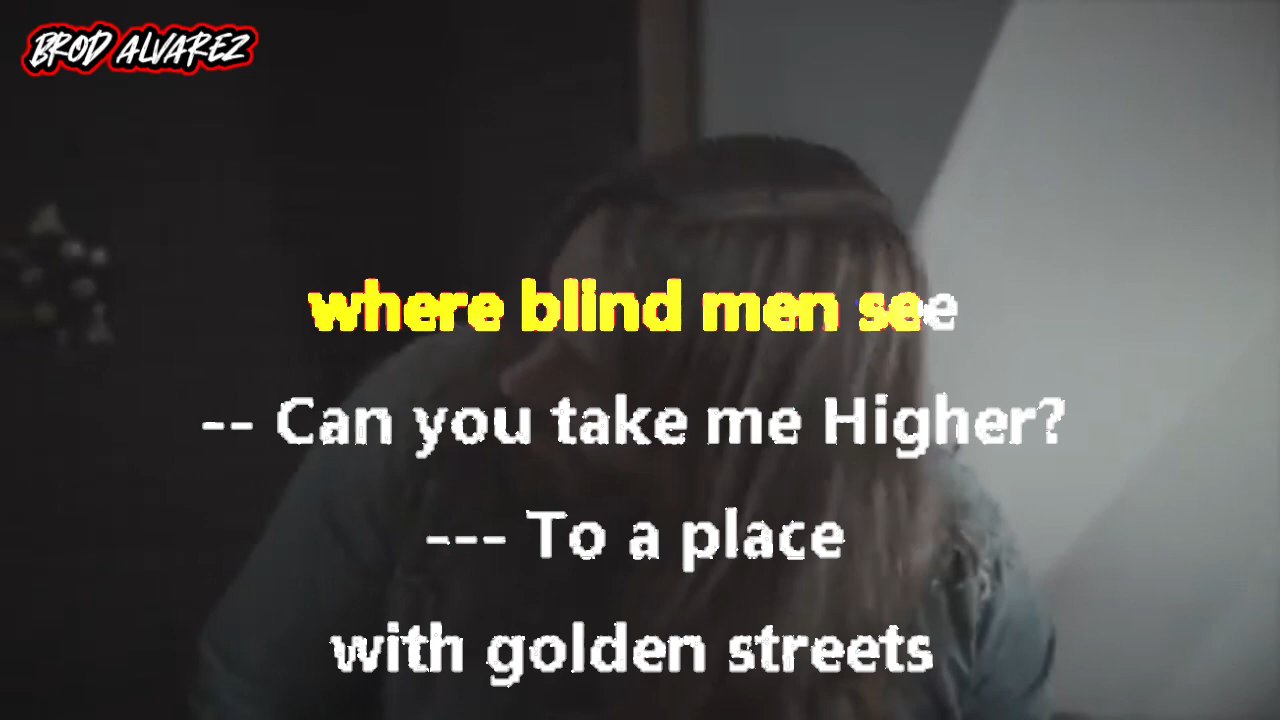 BROD ALVAREZ
where blind men see
-- Can you take me Higher?
--- To a place
with golden streets